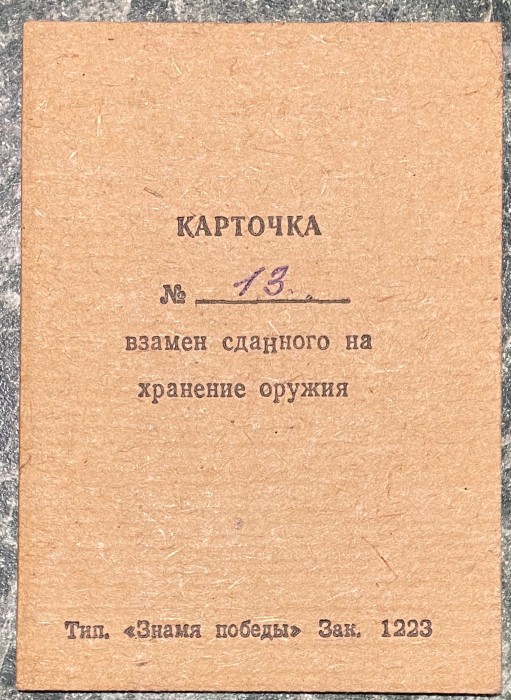 КАРТОЧКА
№ 13
взамен сданного на
хранение оружия
Тип. «Знамя победы» Зак. 1223